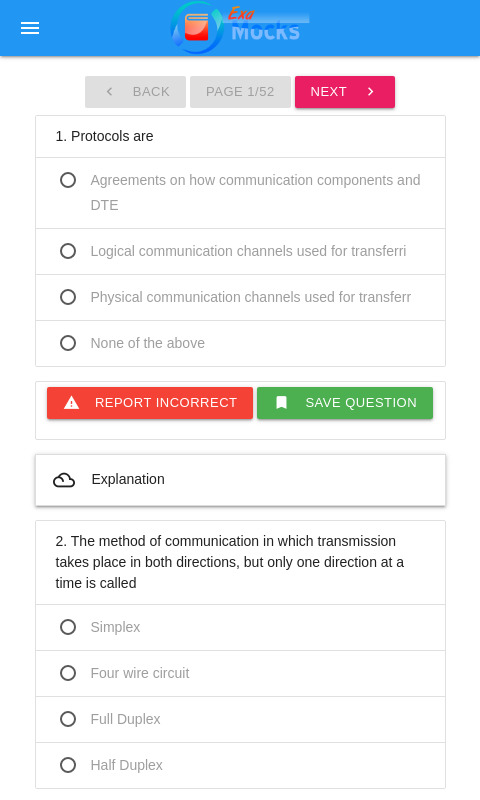 Exa
Mocks
BACK
PAGE 1/52
NEXT
1. Protocols are
Agreements on how communication components and
DTE
Logical communication channels used for transferri
Physical communication channels used for transferr
None of the above
REPORT INCORRECT
SAVE QUESTION
Explanation
2. The method of communication in which transmission
takes place in both directions, but only one direction at a
time is called
Simplex
Four wire circuit
Full Duplex
Half Duplex